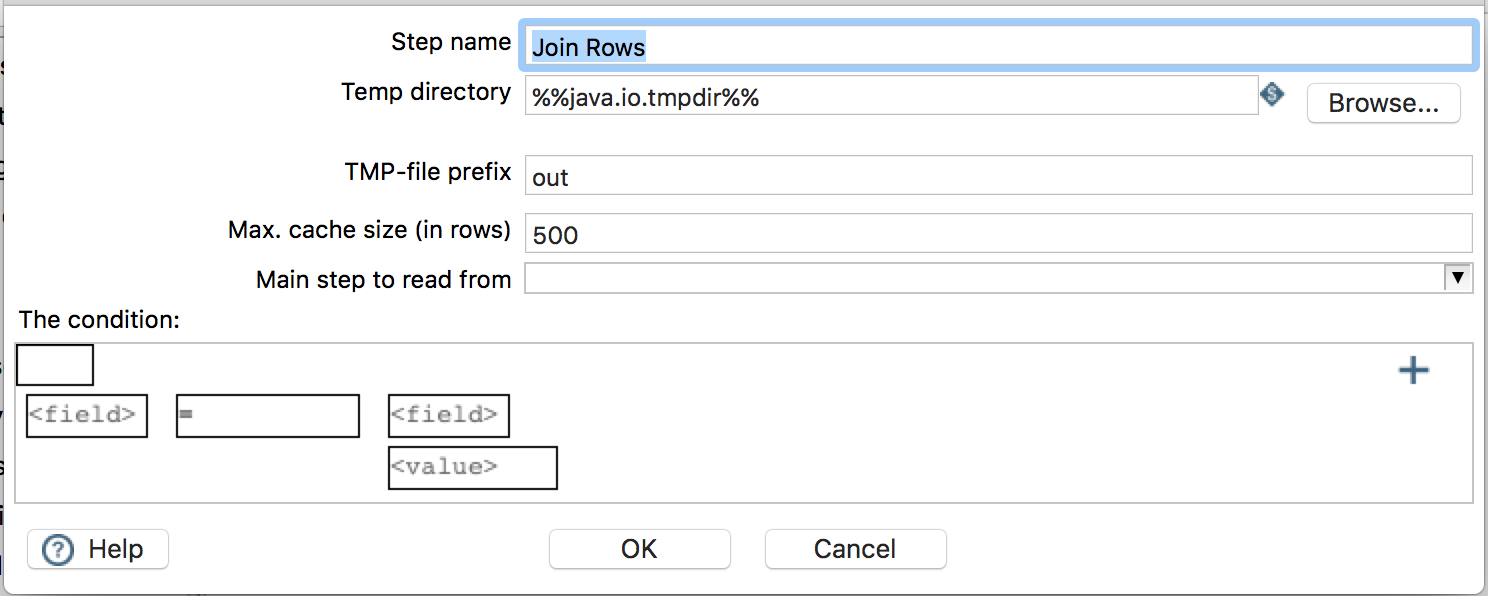 Step name Join Rows
Temp directory %%java.io.tmpdir%% Browse...
TMP-file prefix out
Max. cache size (in rows) 500
Main step to read from
The condition:
<field> = <field>
<value>
Help OK Cancel